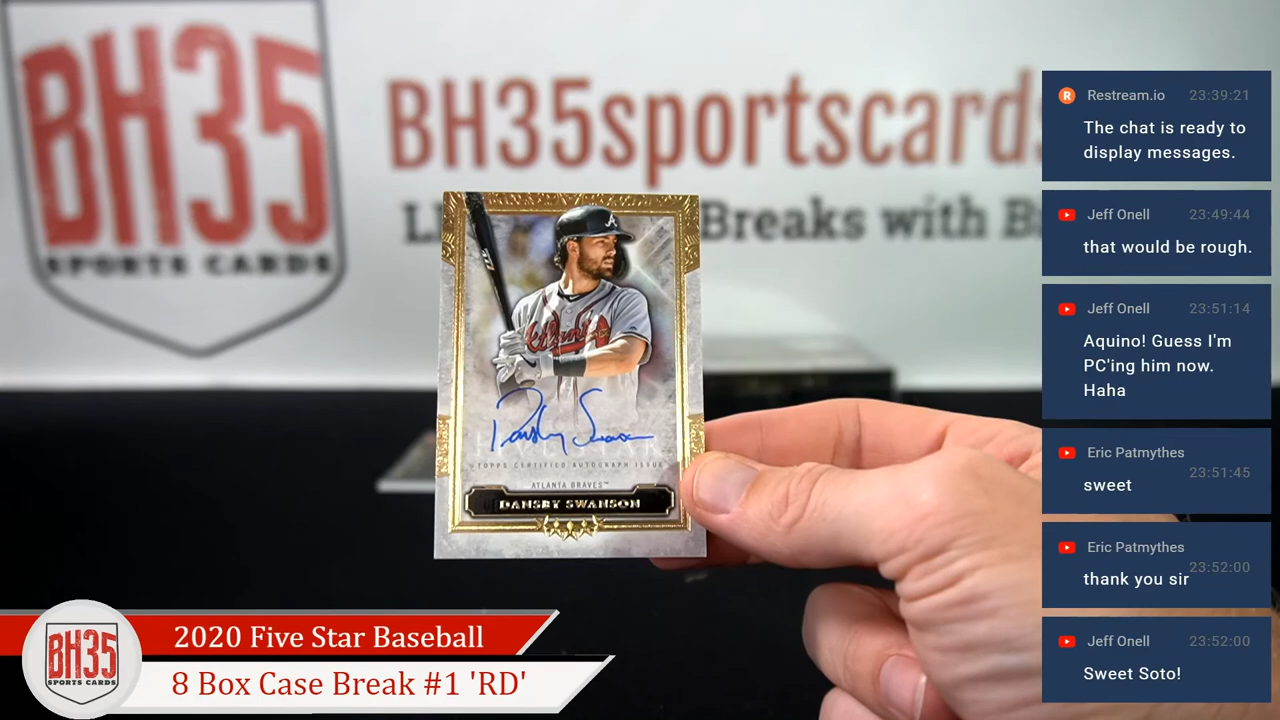 BH35
SPORTS CARDS
BH35sportscards
Breaks with
Atlanta
Dansby Swanson
TOPPS CERTIFIED AUTOGRAPH ISSUE
ATLANTA BRAVES™
DANSBY SWANSON
BH35
SPORTS CARDS
2020 Five Star Baseball
8 Box Case Break #1 'RD'
Restream.io 23:39:21
The chat is ready to
display messages.
Jeff Onell 23:49:44
that would be rough.
Jeff Onell 23:51:14
Aquino! Guess I'm
PC'ing him now.
Haha
Eric Patmythes
23:51:45
sweet
Eric Patmythes
23:52:00
thank you sir
Jeff Onell 23:52:00
Sweet Soto!